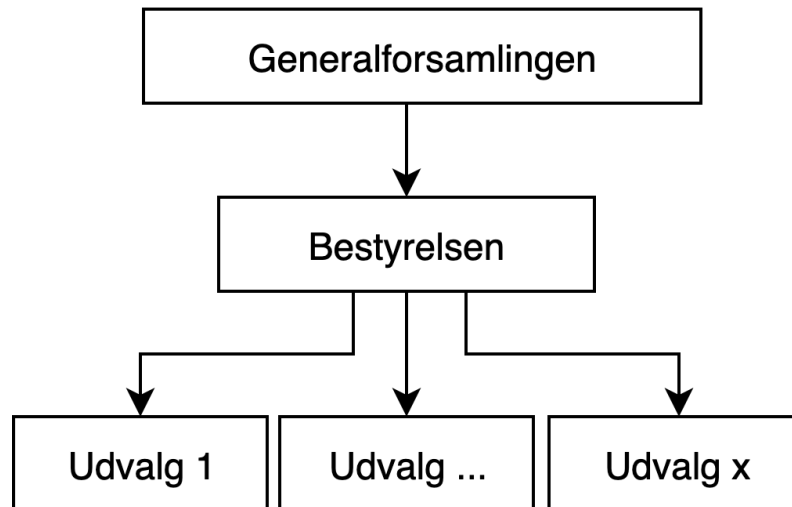 Generalforsamlingen
Bestyrelsen
Udvalg 1
Udvalg ...
Udvalg x